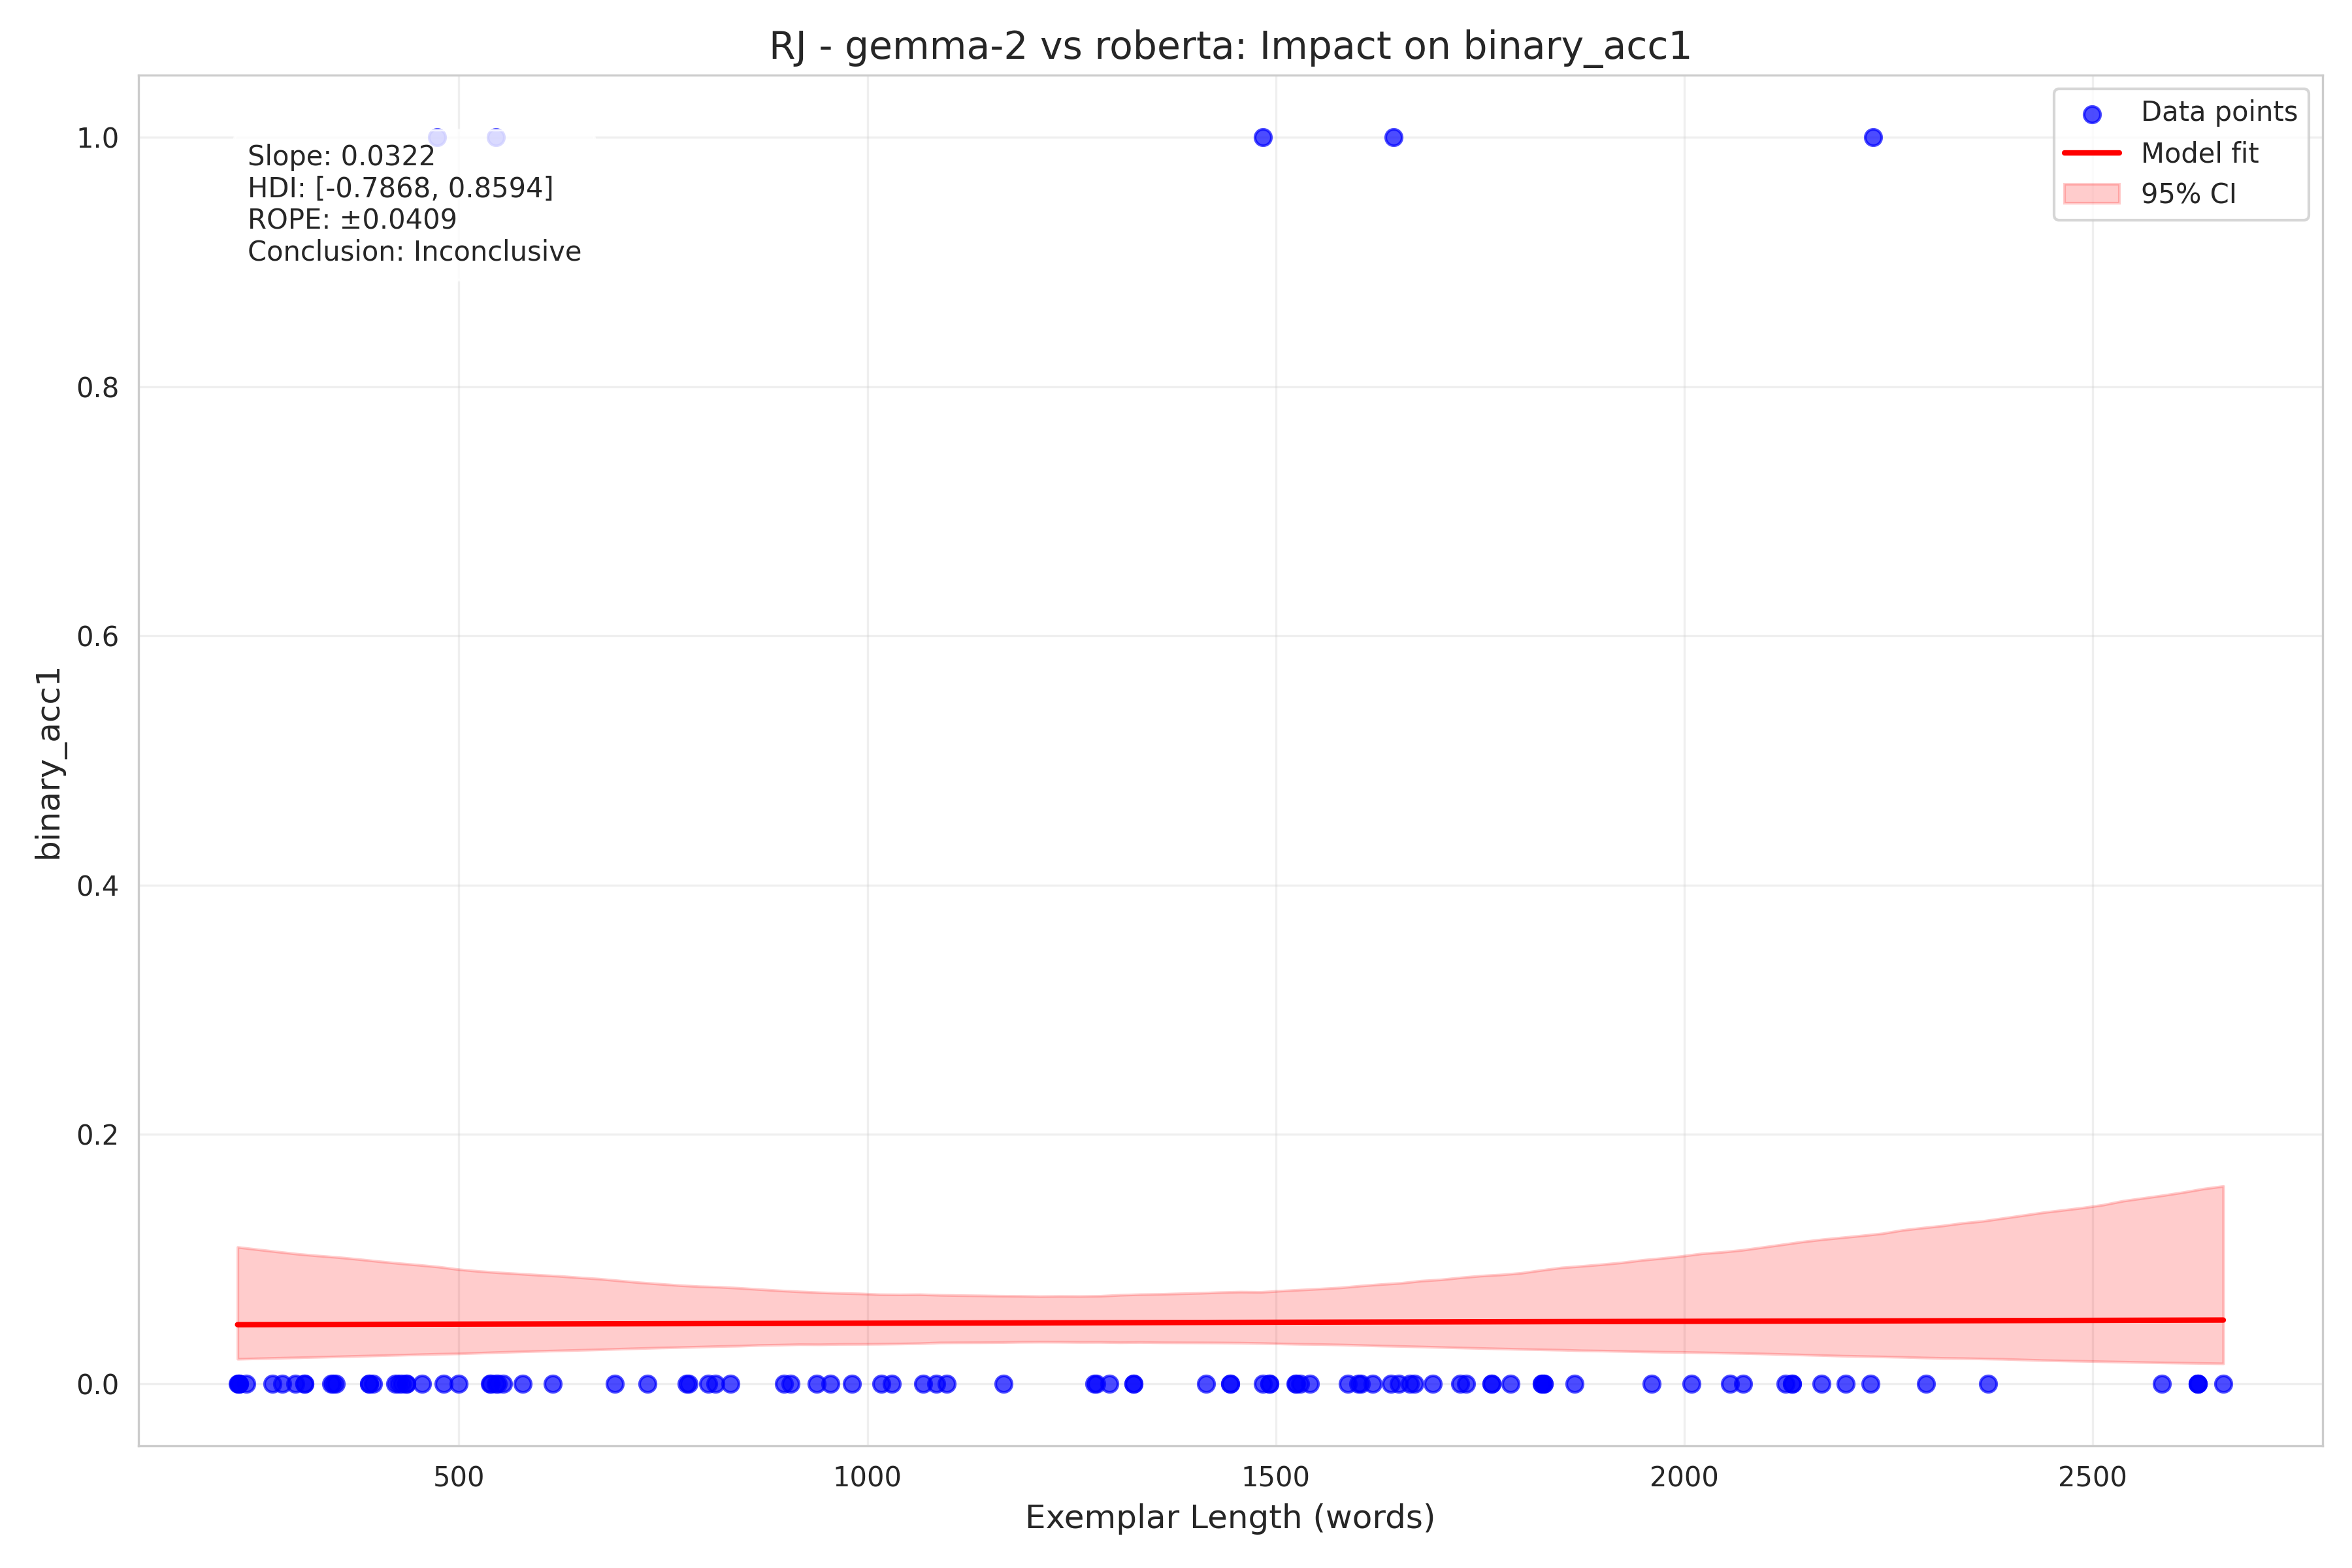 RJ - gemma-2 vs roberta: Impact on binary_acc1
Slope: 0.0322
HDI: [-0.7868, 0.8594]
ROPE: ±0.0409
Conclusion: Inconclusive
Data points
Model fit
95% CI
binary_acc1
1.0
0.8
0.6
0.4
0.2
0.0
500
1000
1500
2000
2500
Exemplar Length (words)